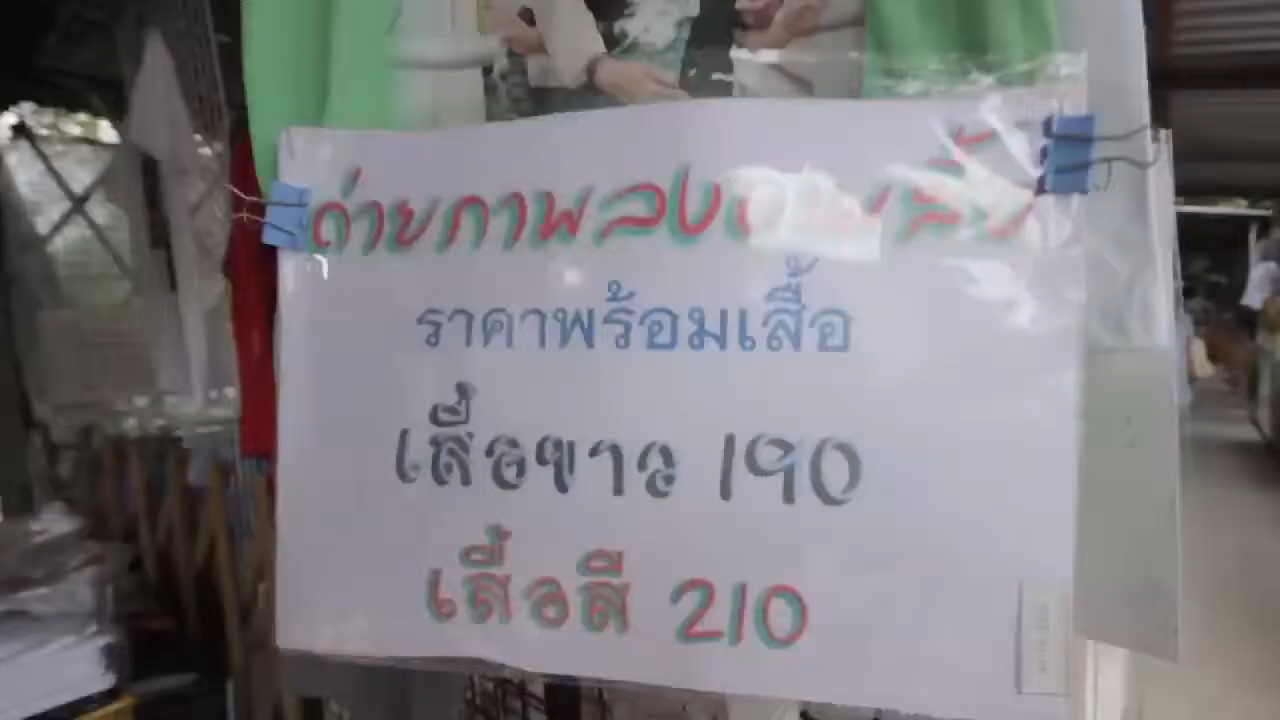 ถ่ายภาพลง
ราคาพร้อมเสื้อ
เสื้อขาว 190
เสื้อสี 210